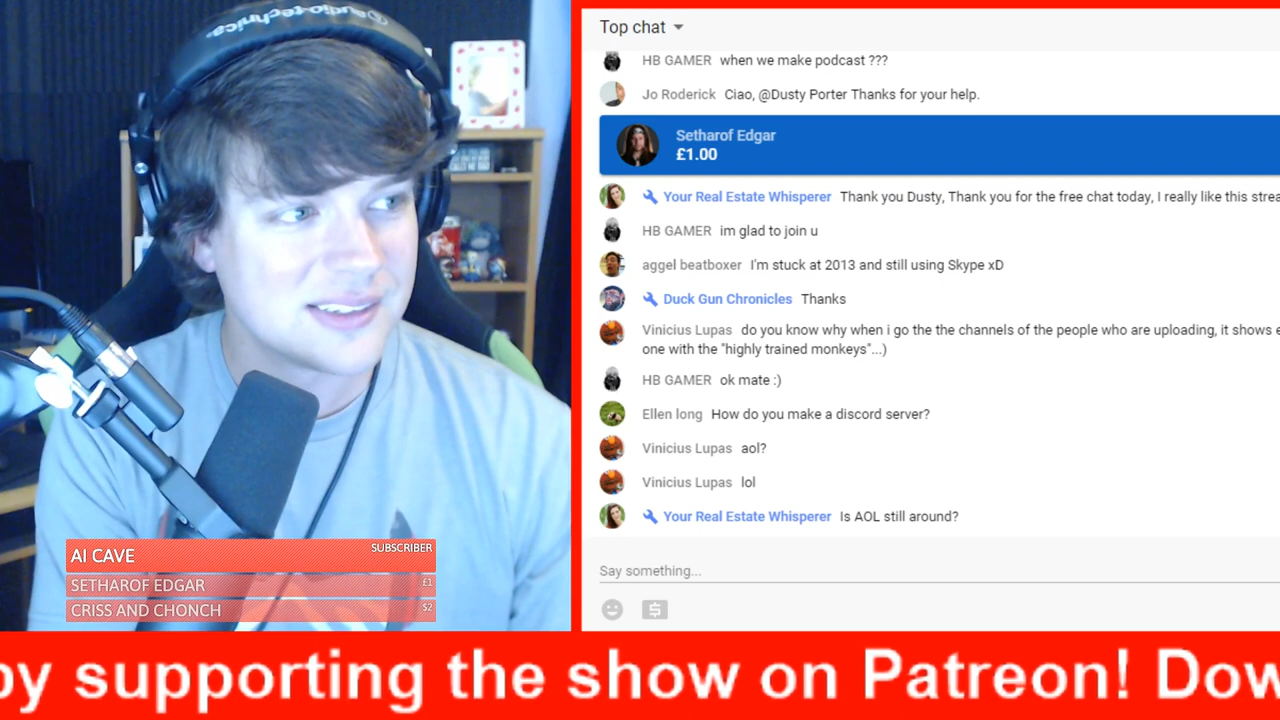 audio-technica
Top chat
HB GAMER when we make podcast ???
Jo Roderick Ciao, @Dusty Porter Thanks for your help.
Setharof Edgar
£1.00
Your Real Estate Whisperer Thank you Dusty, Thank you for the free chat today, I really like this strea
HB GAMER im glad to join u
aggel beatboxer I'm stuck at 2013 and still using Skype xD
Duck Gun Chronicles Thanks
Vinicius Lupas do you know why when i go the the channels of the people who are uploading, it shows e
one with the "highly trained monkeys"...)
HB GAMER ok mate :)
Ellen long How do you make a discord server?
Vinicius Lupas aol?
Vinicius Lupas lol
Your Real Estate Whisperer Is AOL still around?
Say something...
AI CAVE SUBSCRIBER
SETHAROF EDGAR £1
CRISS AND CHONCH $2
by supporting the show on Patreon! Dow